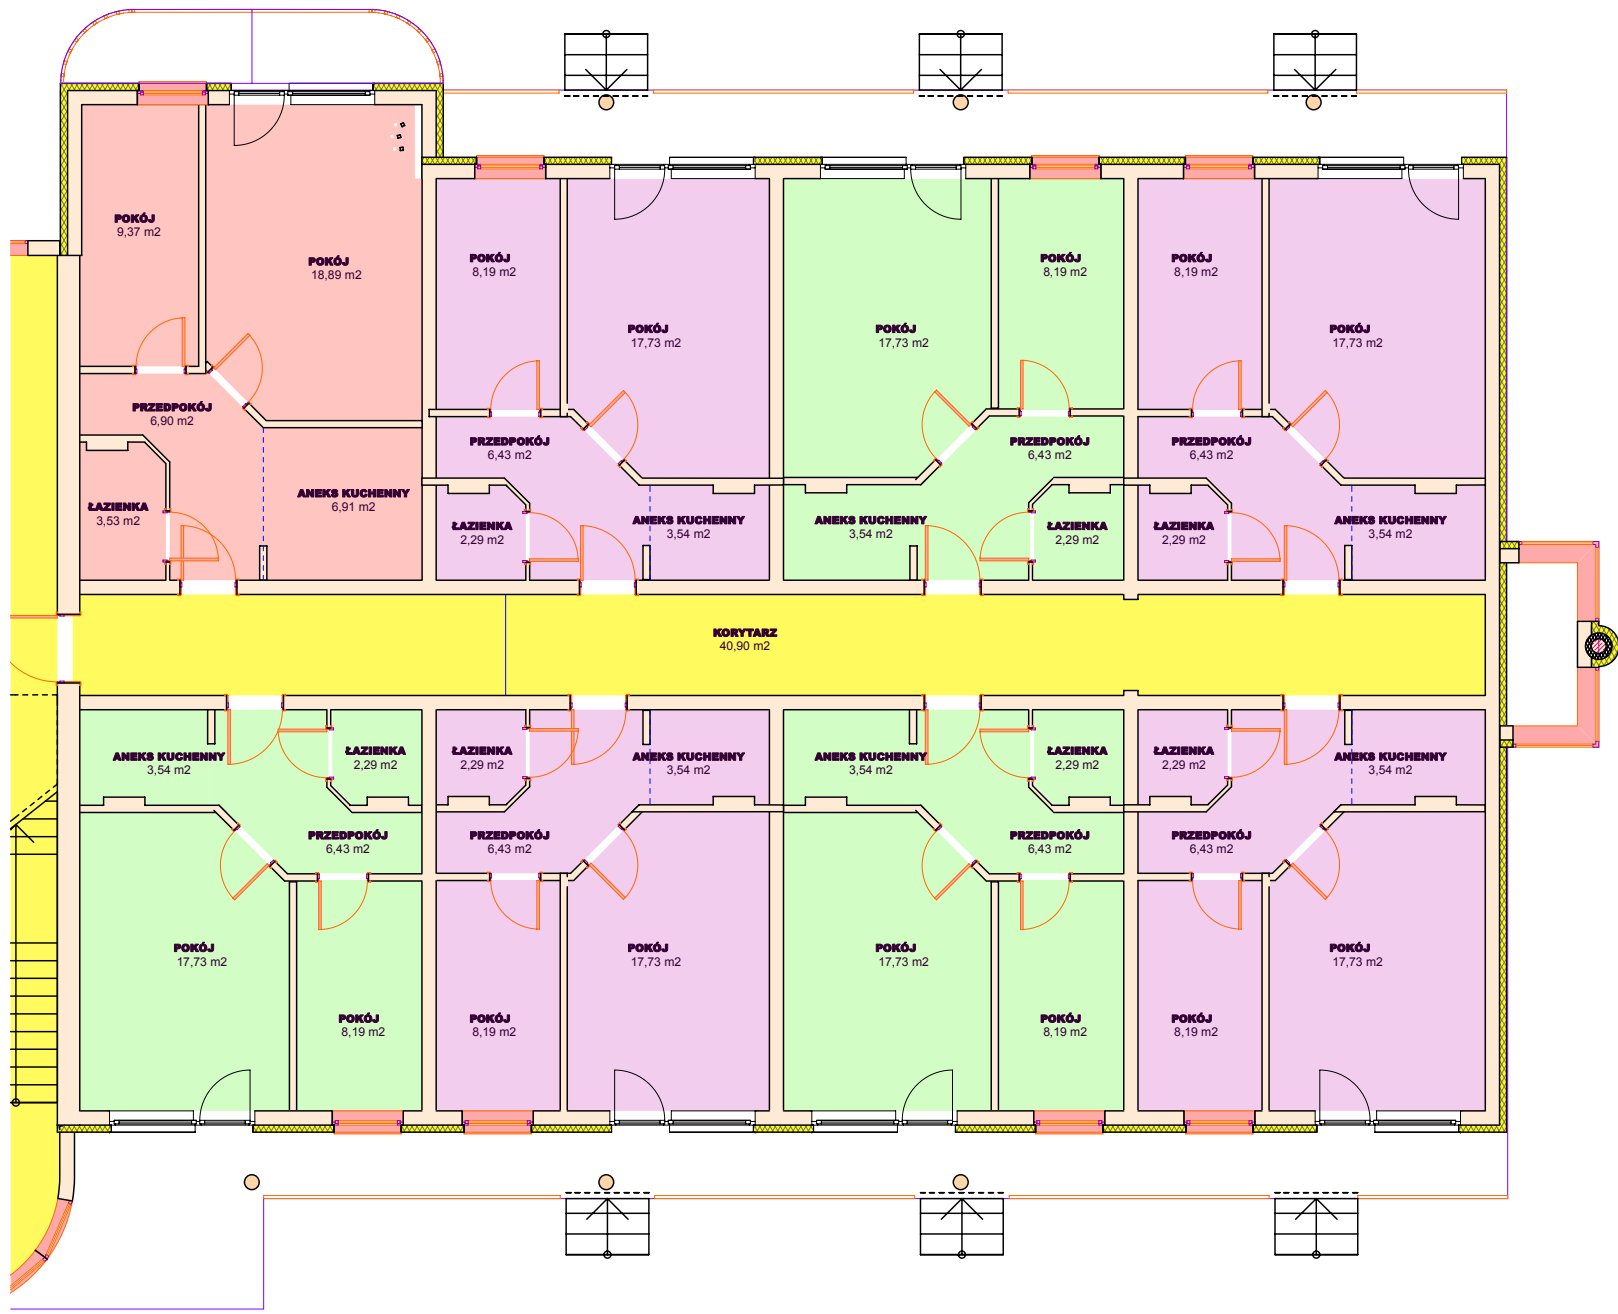 POKÓJ
9,37 m2
POKÓJ
18,89 m2
PRZEDPOKÓJ
6,90 m2
ŁAZIENKA
3,53 m2
ANEKS KUCHENNY
6,91 m2
POKÓJ
8,19 m2
POKÓJ
17,73 m2
PRZEDPOKÓJ
6,43 m2
ŁAZIENKA
2,29 m2
ANEKS KUCHENNY
3,54 m2
POKÓJ
17,73 m2
POKÓJ
8,19 m2
PRZEDPOKÓJ
6,43 m2
ANEKS KUCHENNY
3,54 m2
ŁAZIENKA
2,29 m2
POKÓJ
8,19 m2
POKÓJ
17,73 m2
PRZEDPOKÓJ
6,43 m2
ŁAZIENKA
2,29 m2
ANEKS KUCHENNY
3,54 m2
KORYTARZ
40,90 m2
ANEKS KUCHENNY
3,54 m2
ŁAZIENKA
2,29 m2
PRZEDPOKÓJ
6,43 m2
POKÓJ
17,73 m2
POKÓJ
8,19 m2
ŁAZIENKA
2,29 m2
ANEKS KUCHENNY
3,54 m2
PRZEDPOKÓJ
6,43 m2
POKÓJ
8,19 m2
POKÓJ
17,73 m2
ANEKS KUCHENNY
3,54 m2
ŁAZIENKA
2,29 m2
PRZEDPOKÓJ
6,43 m2
POKÓJ
17,73 m2
POKÓJ
8,19 m2
ŁAZIENKA
2,29 m2
ANEKS KUCHENNY
3,54 m2
PRZEDPOKÓJ
6,43 m2
POKÓJ
8,19 m2
POKÓJ
17,73 m2